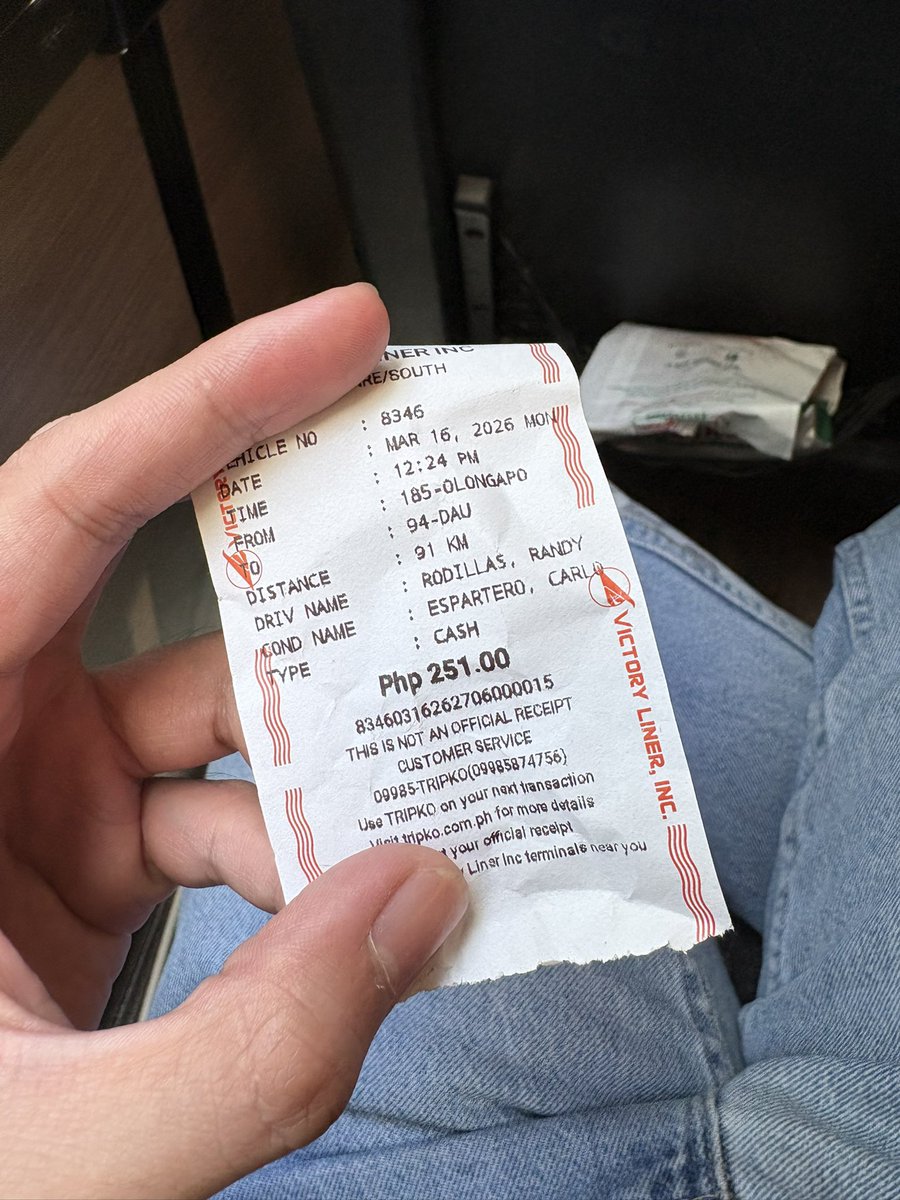 NER INC
RE/SOUTH
HICLE NO : 8346
DATE : MAR 16, 2026 MON
TIME : 12:24 PM
FROM : 185-OLONGAPO
TO : 94-DAU
DISTANCE : 91 KM
DRIV NAME : RODILLAS, RANDY
COND NAME : ESPARTERO, CARLO
TYPE : CASH
Php 251.00
83460316262706000015
THIS IS NOT AN OFFICIAL RECEIPT
CUSTOMER SERVICE
09985-TRIPKO(09985874756)
Use TRIPKO on your next transaction
Visit tripko.com.ph for more details
your official receipt
Liner Inc terminals near you
VICTORY LINER, INC.